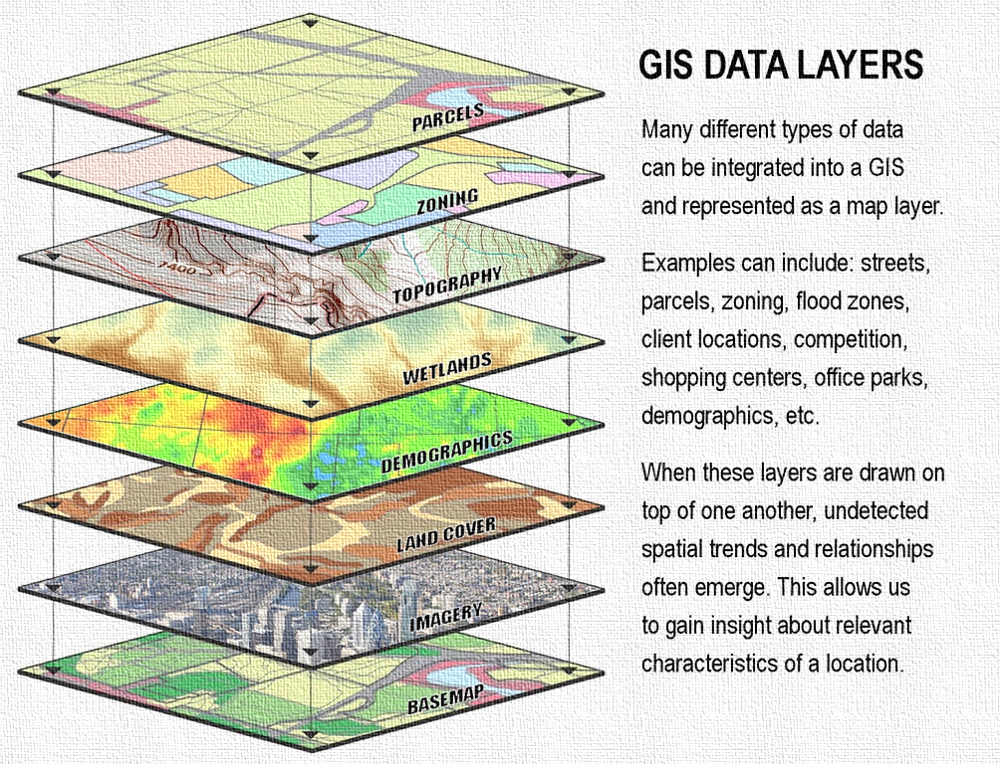 GIS DATA LAYERS
Many different types of data
can be integrated into a GIS
and represented as a map layer.
Examples can include: streets,
parcels, zoning, flood zones,
client locations, competition,
shopping centers, office parks,
demographics, etc.
When these layers are drawn on
top of one another, undetected
spatial trends and relationships
often emerge. This allows us
to gain insight about relevant
characteristics of a location.
PARCELS
ZONING
7400
TOPOGRAPHY
WETLANDS
DEMOGRAPHICS
LAND COVER
IMAGERY
BASEMAP